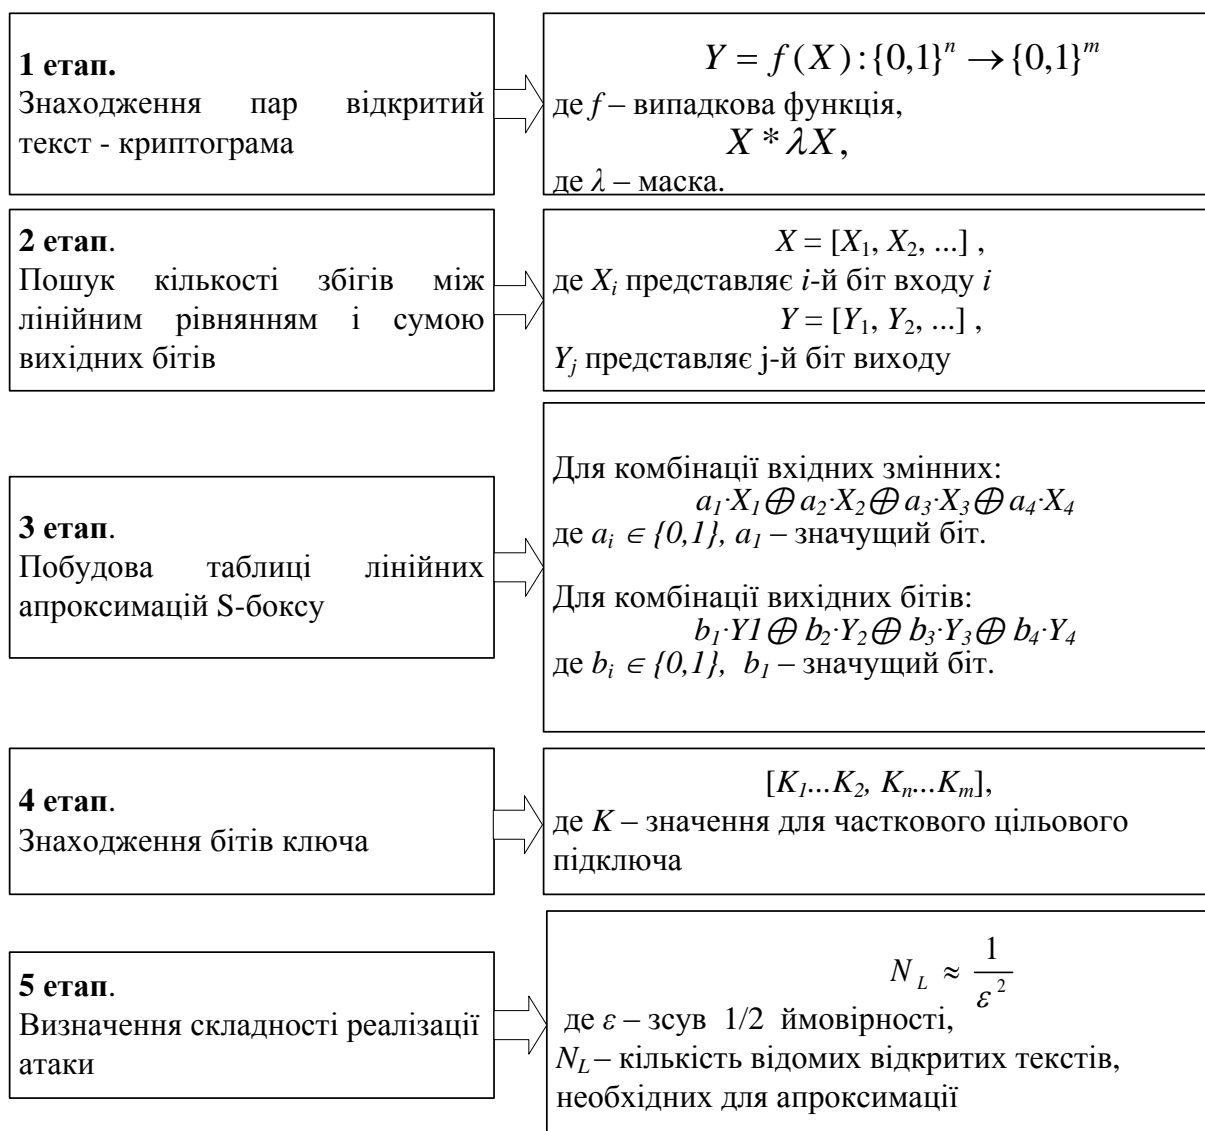 1 етап.
Знаходження пар відкритий
текст - криптограма
Y = f(X):{0,1}ⁿ → {0,1}ᵐ
де f – випадкова функція,
X * λX,
де λ – маска.
2 етап.
Пошук кількості збігів між
лінійним рівнянням і сумою
вихідних бітів
X = [X₁, X₂, ...] ,
де Xᵢ представляє i-й біт входу i
Y = [Y₁, Y₂, ...] ,
Yⱼ представляє j-й біт виходу
3 етап.
Побудова таблиці лінійних
апроксимацій S-боксу
Для комбінації вхідних змінних:
a₁·X₁⊕a₂·X₂⊕a₃·X₃⊕a₄·X₄
де aᵢ ∈ {0,1}, a₁ – значущий біт.
Для комбінації вихідних бітів:
b₁·Y1⊕ b₂·Y₂⊕ b₃·Y₃⊕ b₄·Y₄
де bᵢ ∈ {0,1}, b₁ – значущий біт.
4 етап.
Знаходження бітів ключа
[K₁...K₂, Kₙ...Kₘ],
де K – значення для часткового цільового
підключа
5 етап.
Визначення складності реалізації
атаки
N_L ≈ 1/ε²
де ε – зсув 1/2 ймовірності,
N_L – кількість відомих відкритих текстів,
необхідних для апроксимації